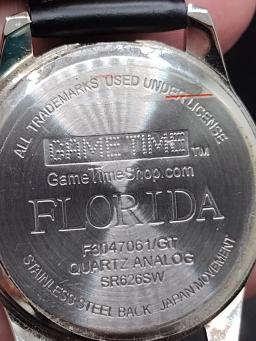 ALL TRADEMARKS USED UNDER LICENSE
GAME TIME TM
GameTimeShop.com
FLORIDA
F3047061/GT
QUARTZ ANALOG
SR626SW
STAINLESS STEEL BACK JAPAN MOVEMENT